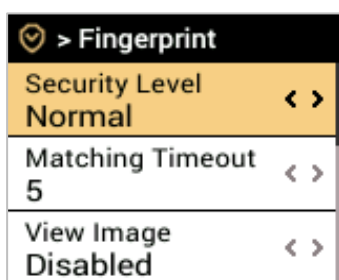 > Fingerprint
Security Level
Normal
Matching Timeout
5
View Image
Disabled